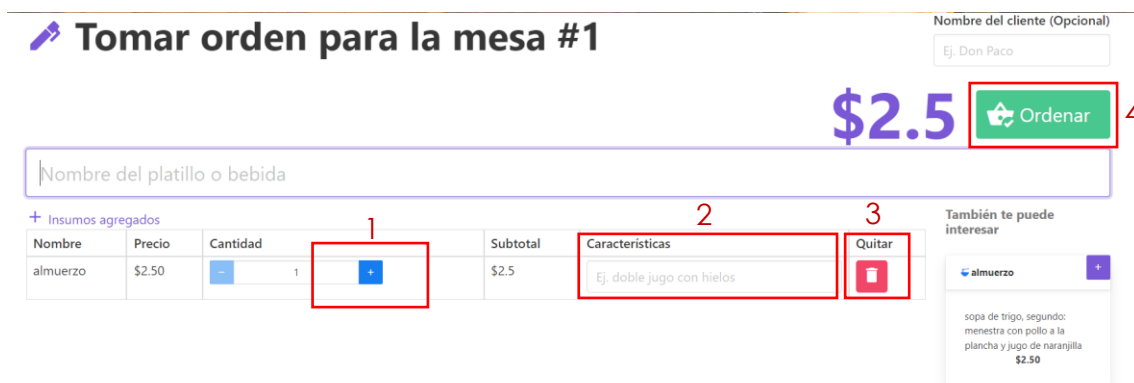 Tomar orden para la mesa #1
Nombre del cliente (Opcional)
Ej. Don Paco
$2.5
Ordenar
4
Nombre del platillo o bebida
+ Insumos agregados
1
2
3
Nombre
Precio
Cantidad
Subtotal
Características
Quitar
almuerzo
$2.50
-
1
+
$2.5
Ej. doble jugo con hielos
También te puede
interesar
almuerzo
+
sopa de trigo, segundo:
menestra con pollo a la
plancha y jugo de naranjilla
$2.50